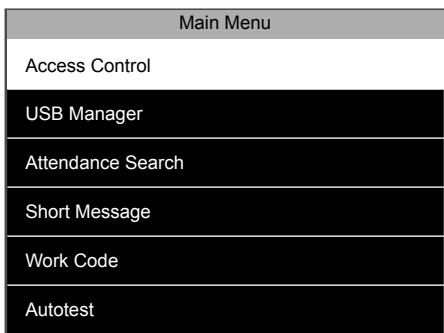 Main Menu
Access Control
USB Manager
Attendance Search
Short Message
Work Code
Autotest